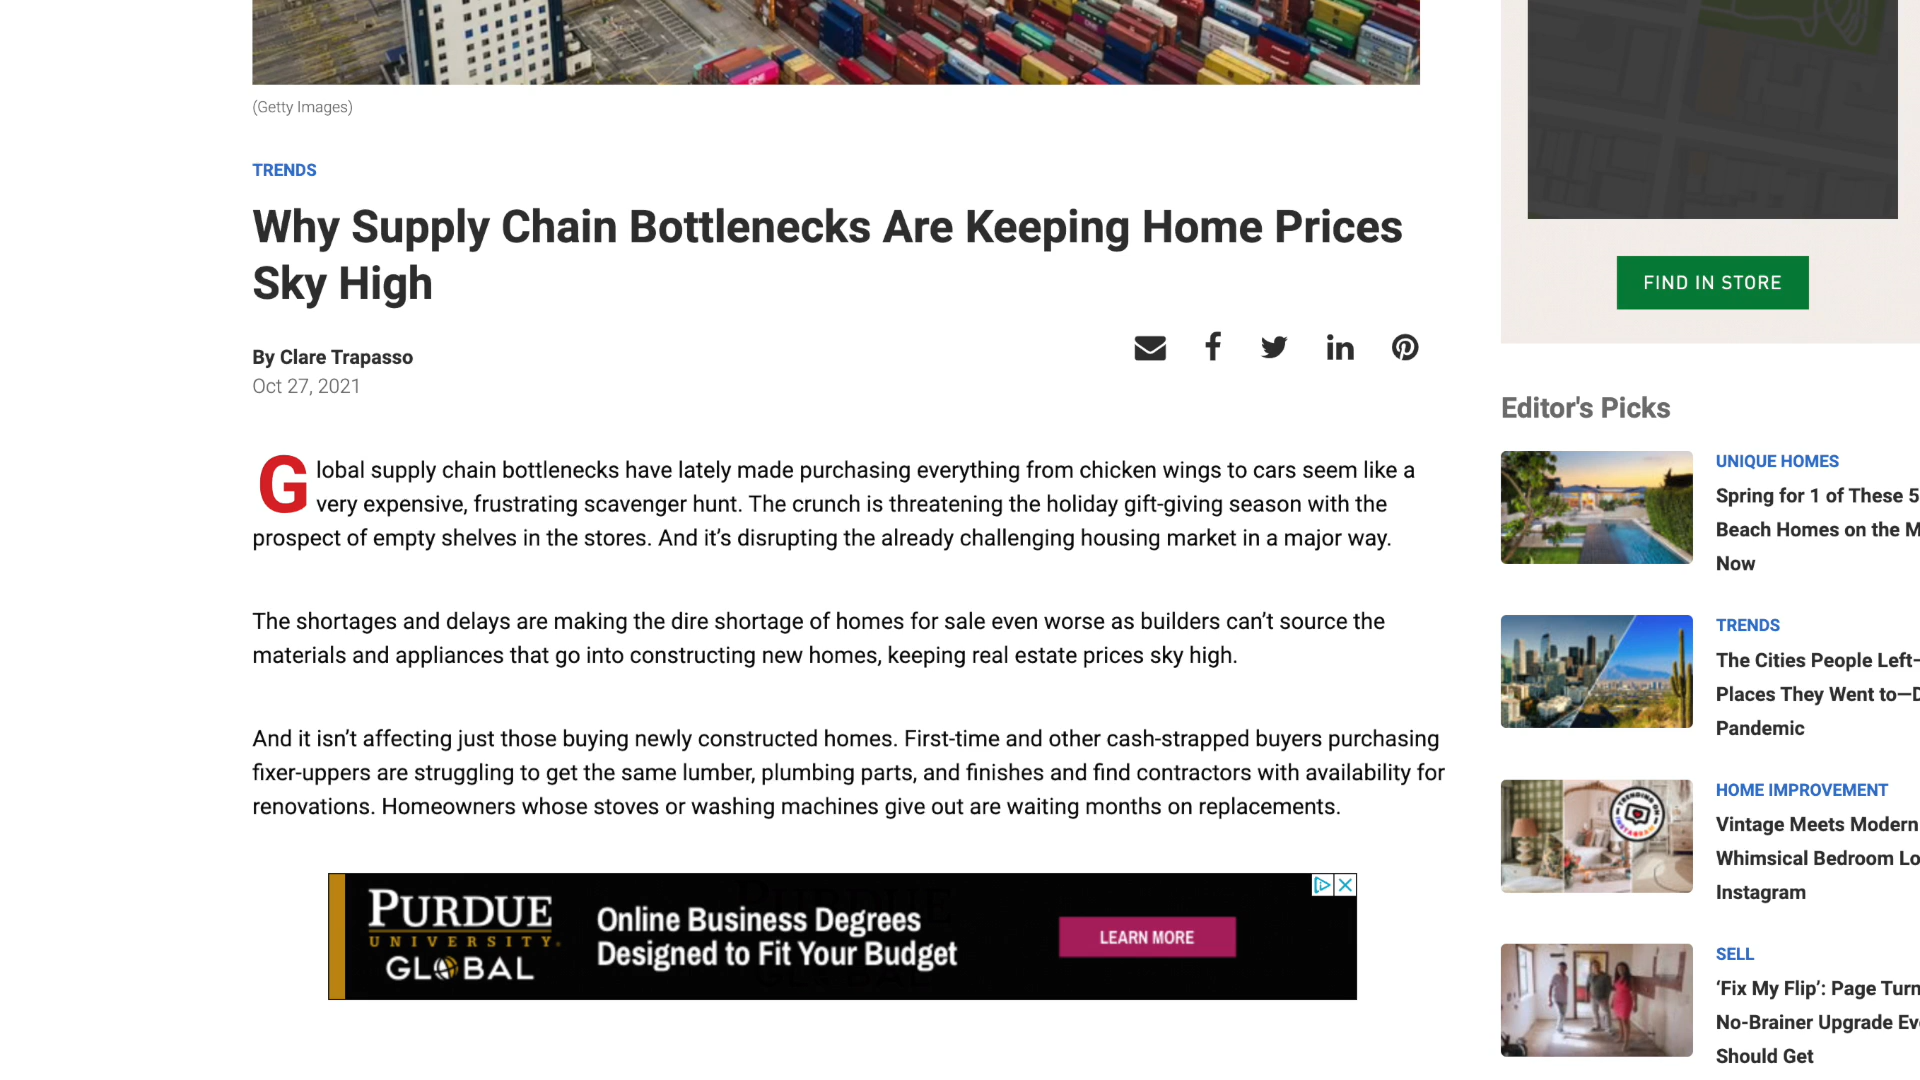 (Getty Images)
TRENDS
Why Supply Chain Bottlenecks Are Keeping Home Prices
Sky High
By Clare Trapasso
Oct 27, 2021
Global supply chain bottlenecks have lately made purchasing everything from chicken wings to cars seem like a
very expensive, frustrating scavenger hunt. The crunch is threatening the holiday gift-giving season with the
prospect of empty shelves in the stores. And it’s disrupting the already challenging housing market in a major way.
The shortages and delays are making the dire shortage of homes for sale even worse as builders can’t source the
materials and appliances that go into constructing new homes, keeping real estate prices sky high.
And it isn’t affecting just those buying newly constructed homes. First-time and other cash-strapped buyers purchasing
fixer-uppers are struggling to get the same lumber, plumbing parts, and finishes and find contractors with availability for
renovations. Homeowners whose stoves or washing machines give out are waiting months on replacements.
PURDUE
UNIVERSITY
GLOBAL
Online Business Degrees
Designed to Fit Your Budget
LEARN MORE
FIND IN STORE
Editor's Picks
UNIQUE HOMES
Spring for 1 of These 5
Beach Homes on the M
Now
TRENDS
The Cities People Left–
Places They Went to—D
Pandemic
TRENDING ON
INSTAGRAM
HOME IMPROVEMENT
Vintage Meets Modern
Whimsical Bedroom Lo
Instagram
SELL
‘Fix My Flip’: Page Turn
No-Brainer Upgrade Ev
Should Get